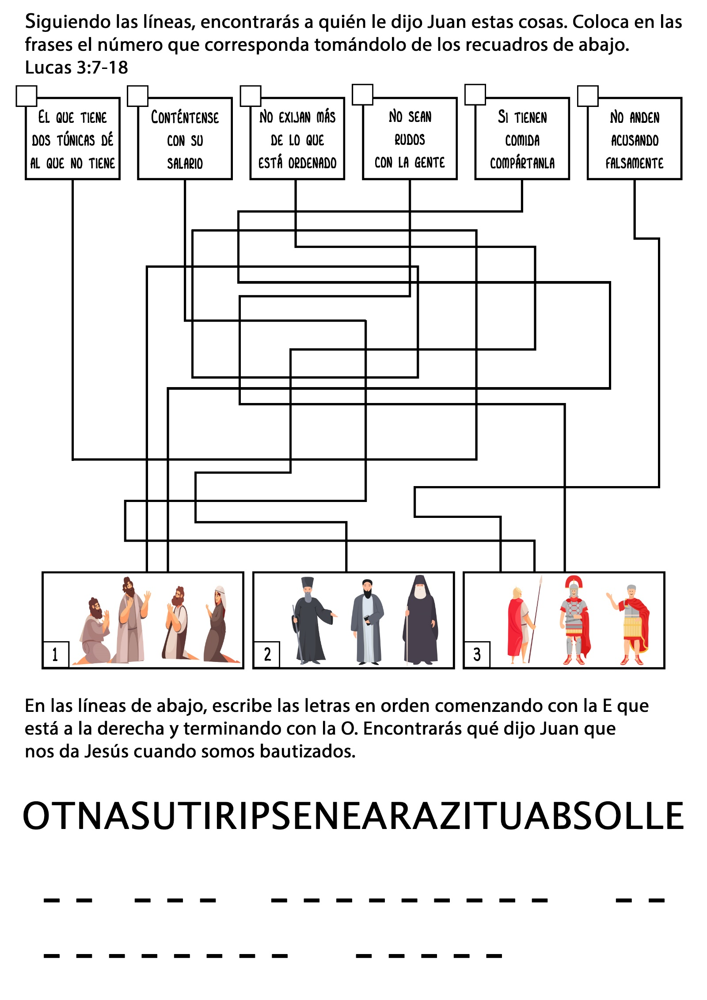 Siguiendo las líneas, encontrarás a quién le dijo Juan estas cosas. Coloca en las
frases el número que corresponda tomándolo de los recuadros de abajo.
Lucas 3:7-18
El que tiene
dos túnicas dé
al que no tiene
Conténtense
con su
salario
No exijan más
de lo que
está ordenado
No sean
rudos
con la gente
Si tienen
comida
compártanla
No anden
acusando
falsamente
1
2
3
En las líneas de abajo, escribe las letras en orden comenzando con la E que
está a la derecha y terminando con la O. Encontrarás qué dijo Juan que
nos da Jesús cuando somos bautizados.
OTNASUTIRIPSENEARAZITUABSOLLE